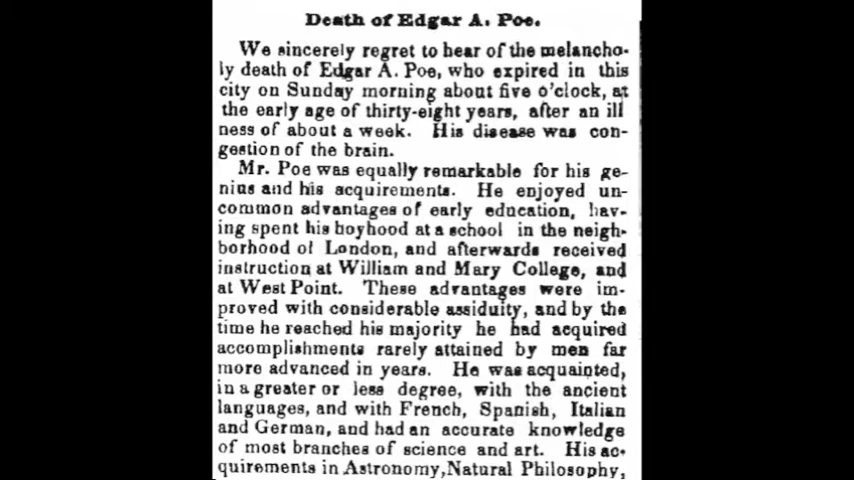 Death of Edgar A. Poe.
We sincerely regret to hear of the melancho-
ly death of Edgar A. Poe, who expired in this
city on Sunday morning about five o'clock, at
the early age of thirty-eight years, after an ill
ness of about a week. His disease was con-
gestion of the brain.
Mr. Poe was equally remarkable for his ge-
nius and his acquirements. He enjoyed un-
common advantages of early education, hav-
ing spent his boyhood at a school in the neigh-
borhood of London, and afterwards received
instruction at William and Mary College, and
at West Point. These advantages were im-
proved with considerable assiduity, and by the
time he reached his majority he had acquired
accomplishments rarely attained by men far
more advanced in years. He was acquainted,
in a greater or less degree, with the ancient
languages, and with French, Spanish, Italian
and German, and had an accurate knowledge
of most branches of science and art. His ac-
quirements in Astronomy, Natural Philosophy,